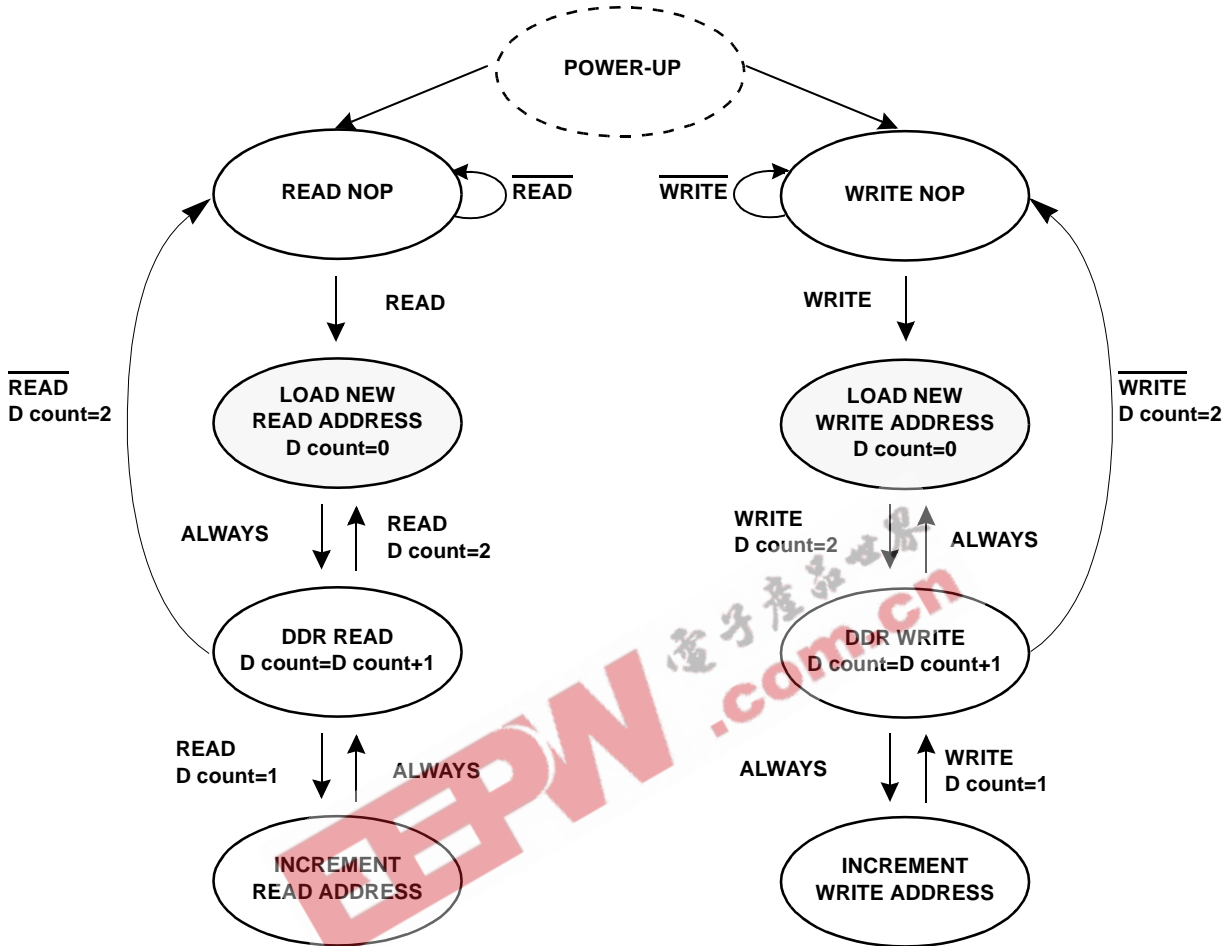 POWER-UP
READ NOP
READ
WRITE
WRITE NOP
READ
WRITE
READ
D count=2
LOAD NEW
READ ADDRESS
D count=0
LOAD NEW
WRITE ADDRESS
D count=0
WRITE
D count=2
ALWAYS
READ
D count=2
WRITE
D count=2
ALWAYS
DDR READ
D count=D count+1
DDR WRITE
D count=D count+1
READ
D count=1
ALWAYS
ALWAYS
WRITE
D count=1
INCREMENT
READ ADDRESS
INCREMENT
WRITE ADDRESS
EEPW
.com.cn
電子產品世界